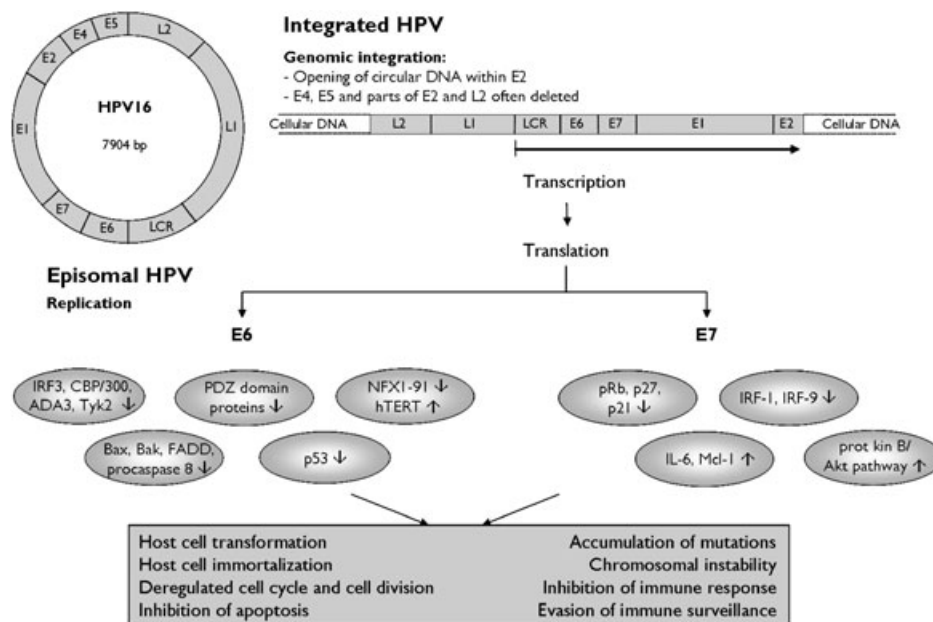 E5
L2
E4
E2
HPV16
7904 bp
E1
L1
E7
E6
LCR
Episomal HPV
Replication
Integrated HPV
Genomic integration:
- Opening of circular DNA within E2
- E4, E5 and parts of E2 and L2 often deleted
Cellular DNA L2 L1 LCR E6 E7 E1 E2 Cellular DNA
Transcription
Translation
E6
E7
IRF3, CBP/300,
ADA3, Tyk2 ↓
PDZ domain
proteins ↓
NFX1-91 ↓
hTERT ↑
Bax, Bak, FADD,
procaspase 8 ↓
p53 ↓
pRb, p27,
p21 ↓
IRF-1, IRF-9 ↓
IL-6, Mcl-1 ↑
prot kin B/
Akt pathway ↑
Host cell transformation
Host cell immortalization
Deregulated cell cycle and cell division
Inhibition of apoptosis
Accumulation of mutations
Chromosomal instability
Inhibition of immune response
Evasion of immune surveillance